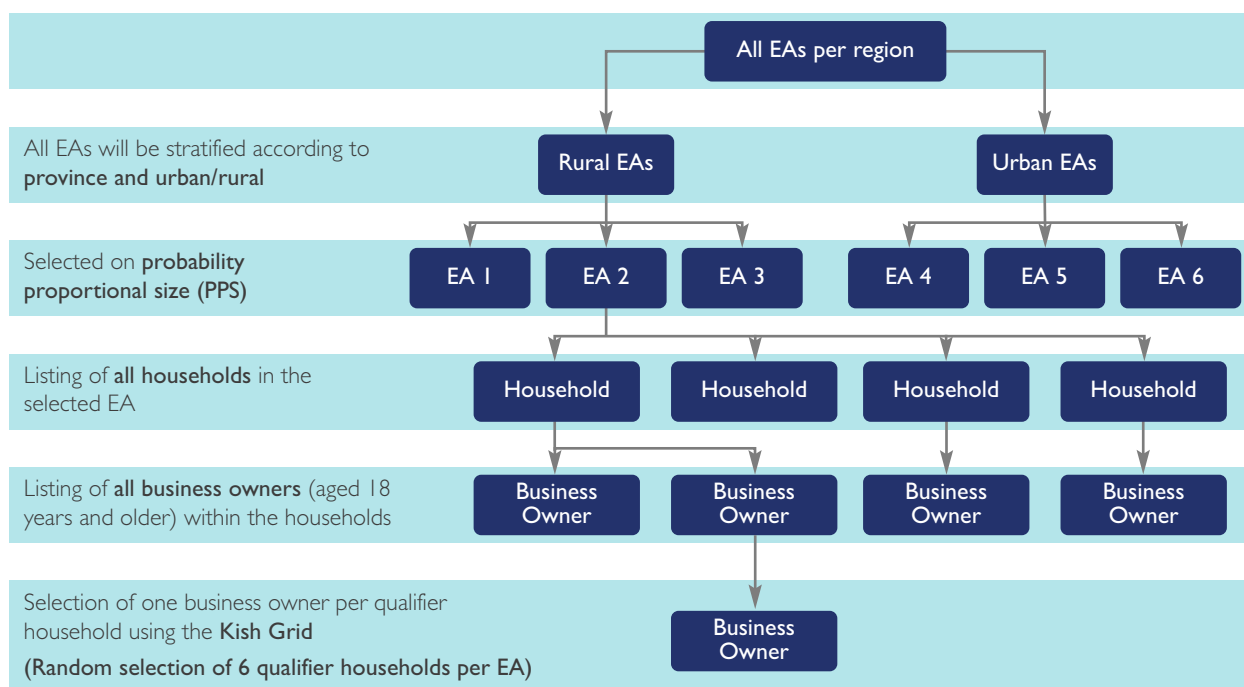 All EAs per region
All EAs will be stratified according to
province and urban/rural
Rural EAs
Urban EAs
Selected on probability
proportional size (PPS)
EA 1
EA 2
EA 3
EA 4
EA 5
EA 6
Listing of all households in the
selected EA
Household
Household
Household
Household
Listing of all business owners (aged 18
years and older) within the households
Business
Owner
Business
Owner
Business
Owner
Business
Owner
Selection of one business owner per qualifier
household using the Kish Grid
(Random selection of 6 qualifier households per EA)
Business
Owner